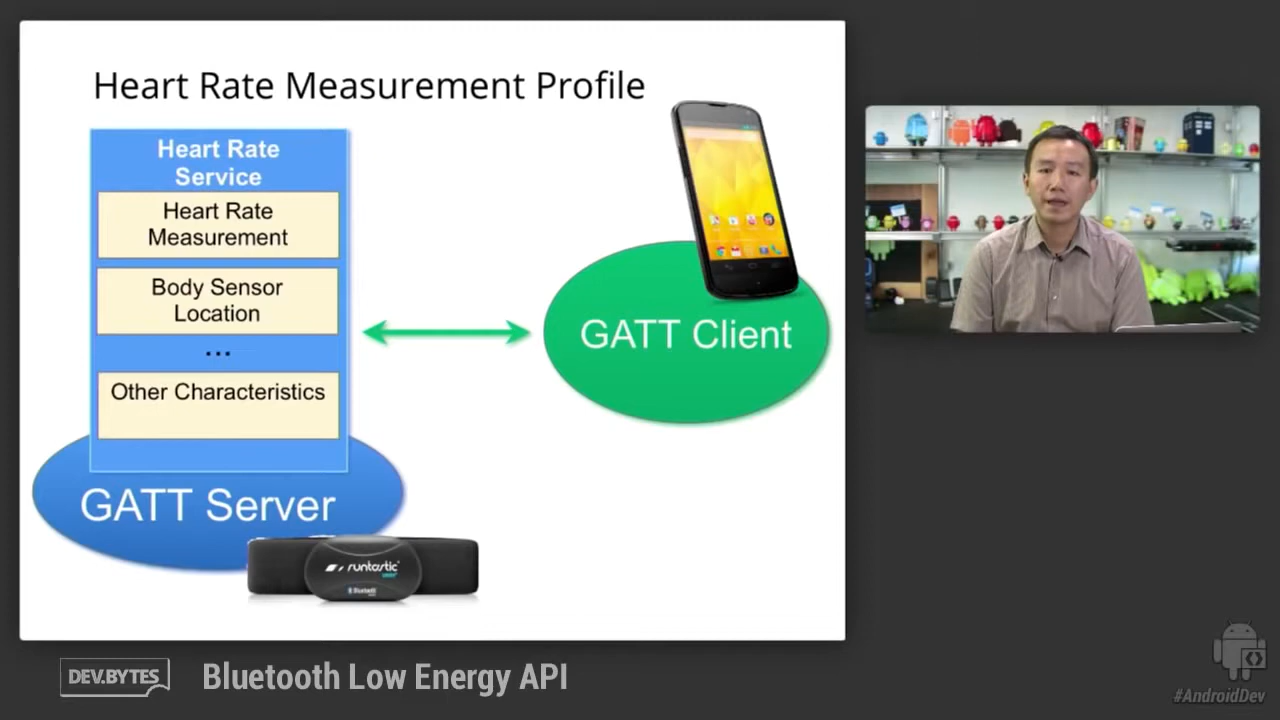 Heart Rate Measurement Profile
Heart Rate
Service
Heart Rate
Measurement
Body Sensor
Location
...
Other Characteristics
GATT Server
runtastic
Bluetooth
GATT Client
DEV.BYTES
Bluetooth Low Energy API
#AndroidDev